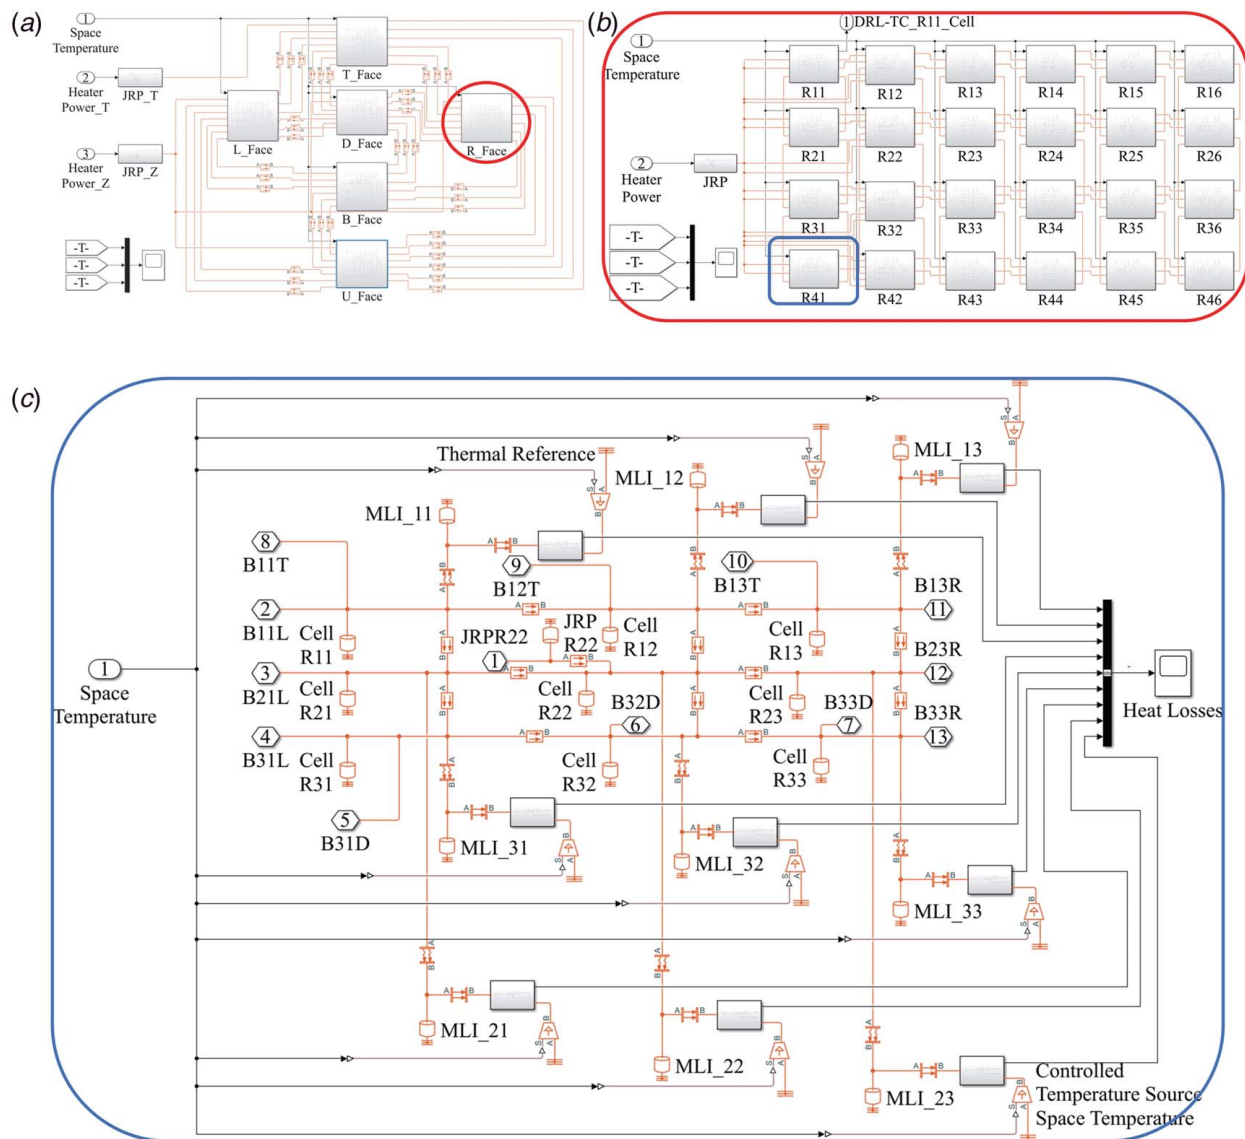 (a)
1
Space
Temperature
2
Heater
Power_T
JRP_T
3
Heater
Power_Z
JRP_Z
T_Face
L_Face
D_Face
R_Face
B_Face
U_Face
-T-
-T-
-T-
(b)
1 DRL-TC_R11_Cell
1
Space
Temperature
2
Heater
Power
JRP
-T-
-T-
-T-
R11 R12 R13 R14 R15 R16
R21 R22 R23 R24 R25 R26
R31 R32 R33 R34 R35 R36
R41 R42 R43 R44 R45 R46
(c)
Thermal Reference
MLI_11
MLI_12
MLI_13
8
B11T
9
B12T
10
B13T
B13R
11
2
B11L
Cell
R11
Cell
R12
Cell
R13
JRPR22
1
JRP
R22
B23R
12
3
B21L
Cell
R21
Cell
R22
Cell
R23
B32D
6
B33D
7
B33R
13
4
B31L
Cell
R31
Cell
R32
Cell
R33
5
B31D
1
Space
Temperature
Heat Losses
MLI_31
MLI_32
MLI_33
MLI_21
MLI_22
MLI_23
Controlled
Temperature Source
Space Temperature